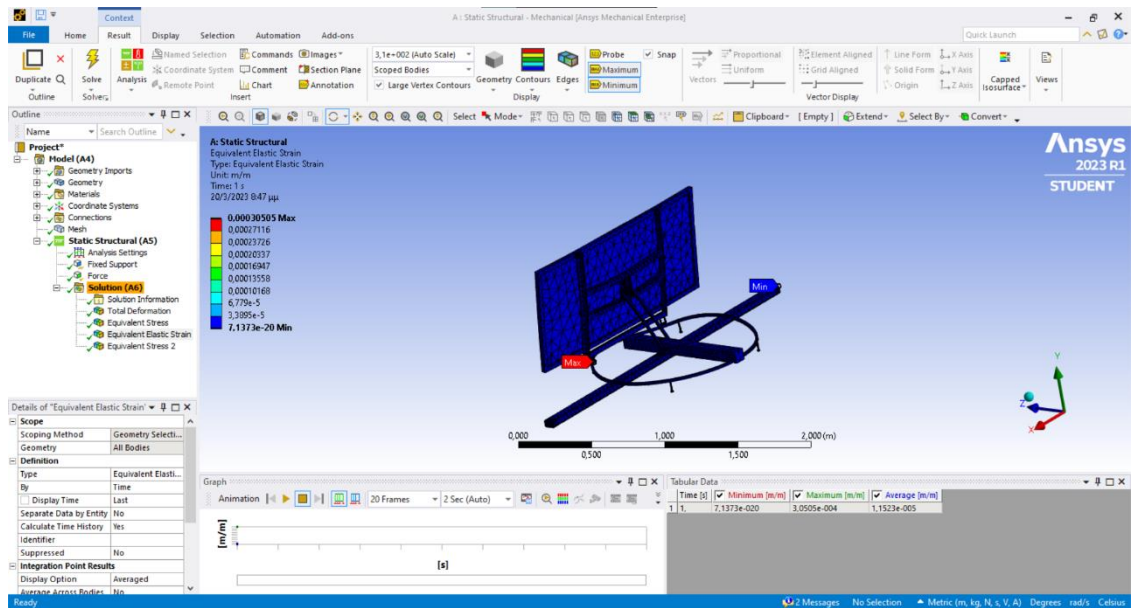 Context
A : Static Structural - Mechanical [Ansys Mechanical Enterprise]
File Home Result Display Selection Automation Add-ons
Quick Launch
Duplicate Q Solve Analysis
Named Selection Commands Images
Coordinate System Comment Section Plane
Remote Point Chart Annotation
3,1e+002 (Auto Scale)
Scoped Bodies
Large Vertex Contours
Geometry Contours Edges
Probe Snap
Maximum
Minimum
Vectors
Proportional Element Aligned Line Form X Axis
Uniform Grid Aligned Solid Form Y Axis
Origin Z Axis
Capped Isosurface
Views
Outline Solver Insert Display Vector Display
Outline
Select Mode Clipboard [ Empty ] Extend Select By Convert
Name Search Outline
Project*
Model (A4)
Geometry Imports
Geometry
Materials
Coordinate Systems
Connections
Mesh
Static Structural (A5)
Analysis Settings
Fixed Support
Force
Solution (A6)
Solution Information
Total Deformation
Equivalent Stress
Equivalent Elastic Strain
Equivalent Stress 2
A: Static Structural
Equivalent Elastic Strain
Type: Equivalent Elastic Strain
Unit: m/m
Time: 1 s
20/3/2023 8:47 μμ
0,00030505 Max
0,00027116
0,00023726
0,00020337
0,00016947
0,00013558
0,00010168
6,779e-5
3,3895e-5
7,1373e-20 Min
Ansys
2023 R1
STUDENT
Min
Max
Y
Z
X
0,000 1,000 2,000 (m)
0,500 1,500
Details of "Equivalent Elastic Strain'
Scope
Scoping Method Geometry Selecti...
Geometry All Bodies
Definition
Type Equivalent Elasti...
By Time
Display Time Last
Separate Data by Entity No
Calculate Time History Yes
Identifier
Suppressed No
Integration Point Results
Display Option Averaged
Average Across Bodies No
Graph
Animation 20 Frames 2 Sec (Auto)
[m/m]
1,
[s]
Tabular Data
Time [s] Minimum [m/m] Maximum [m/m] Average [m/m]
1 1, 7,1373e-020 3,0505e-004 1,1523e-005
Ready
2 Messages No Selection Metric (m, kg, N, s, V, A) Degrees rad/s Celsius